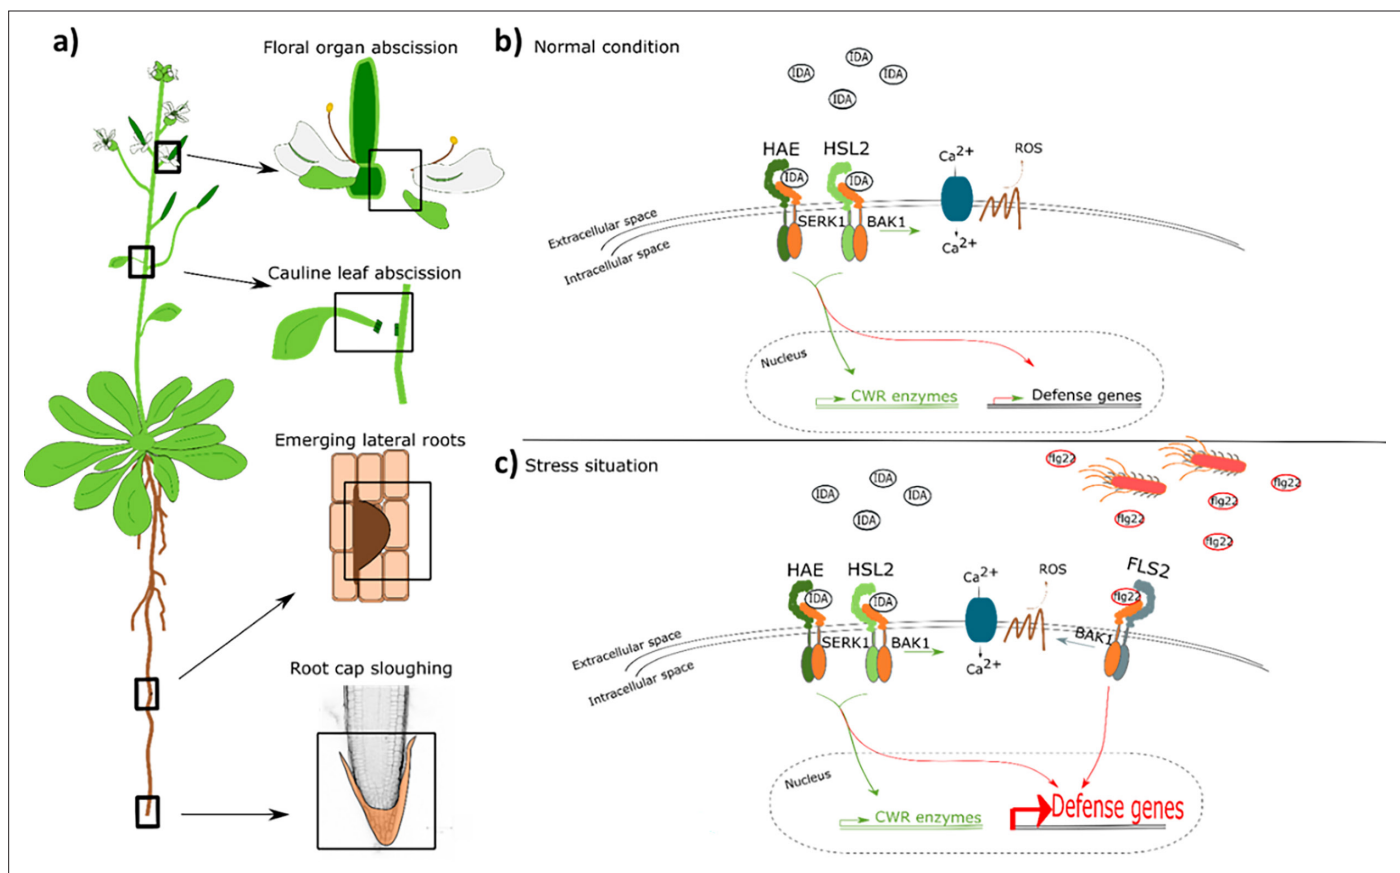 a)
Floral organ abscission
Cauline leaf abscission
Emerging lateral roots
Root cap sloughing
b) Normal condition
IDA
IDA
IDA
IDA
HAE
HSL2
IDA
IDA
Ca2+
ROS
SERK1
BAK1
Ca2+
Extracellular space
Intracellular space
Nucleus
CWR enzymes
Defense genes
c) Stress situation
IDA
IDA
IDA
IDA
flg22
flg22
flg22
flg22
flg22
HAE
HSL2
IDA
IDA
Ca2+
ROS
FLS2
flg22
SERK1
BAK1
BAK1
Ca2+
Extracellular space
Intracellular space
Nucleus
CWR enzymes
Defense genes